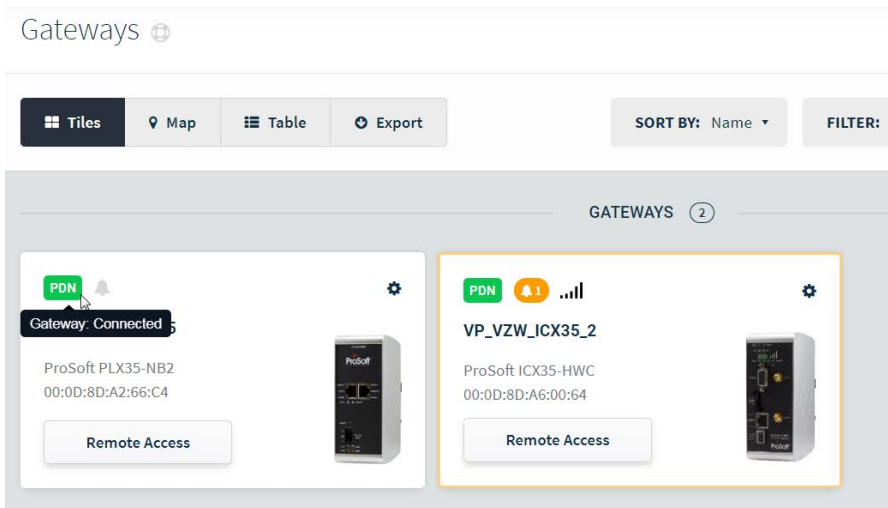 Gateways
Tiles Map Table Export SORT BY: Name FILTER:
GATEWAYS 2
PDN
Gateway: Connected
ProSoft PLX35-NB2
00:0D:8D:A2:66:C4
Remote Access
ProSoft
PDN 1
VP_VZW_ICX35_2
ProSoft ICX35-HWC
00:0D:8D:A6:00:64
Remote Access
ProSoft